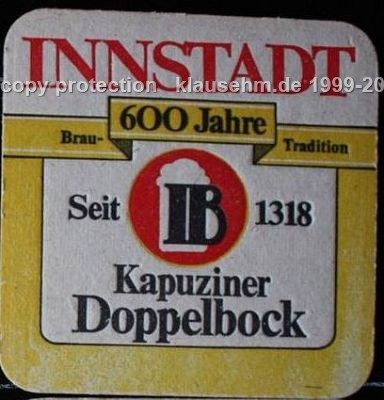 INNSTADT
copy protection klausehm.de 1999-20
600 Jahre
Brau- Tradition
Seit IB 1318
Kapuziner
Doppelbock